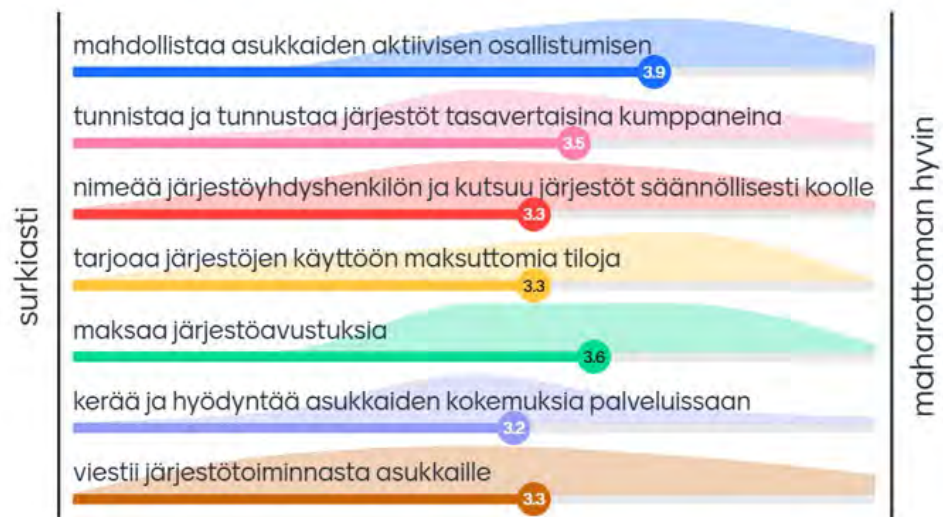 surkiasti
mahdollistaa asukkaiden aktiivisen osallistumisen
3.9
tunnistaa ja tunnustaa järjestöt tasavertaisina kumppaneina
3.5
nimeää järjestöyhdyshenkilön ja kutsuu järjestöt säännöllisesti koolle
3.3
tarjoaa järjestöjen käyttöön maksuttomia tiloja
3.3
maksaa järjestöavustuksia
3.6
kerää ja hyödyntää asukkaiden kokemuksia palveluissaan
3.2
viestii järjestötoiminnasta asukkaille
3.3
maharottoman hyvin